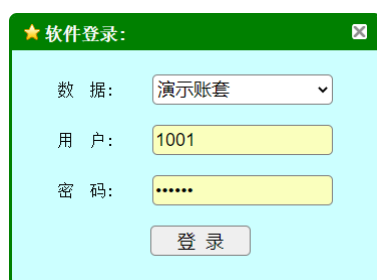 软件登录:
数 据: 演示账套
用 户: 1001
密 码: ••••••
登 录